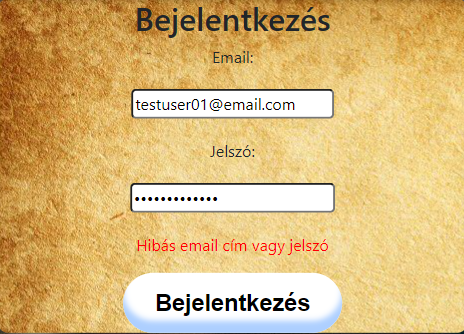 Bejelentkezés
Email:
testuser01@email.com
Jelszó:
•••••••••••••
Hibás email cím vagy jelszó
Bejelentkezés